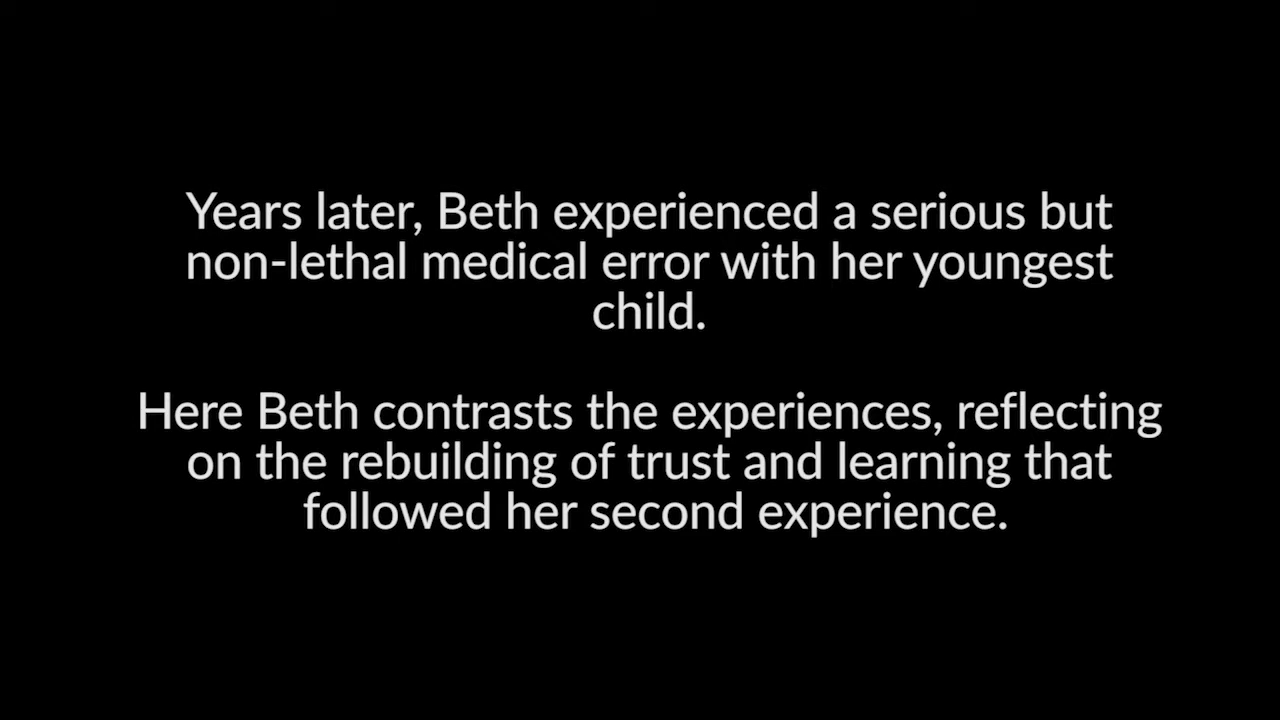 Years later, Beth experienced a serious but
non-lethal medical error with her youngest
child.
Here Beth contrasts the experiences, reflecting
on the rebuilding of trust and learning that
followed her second experience.